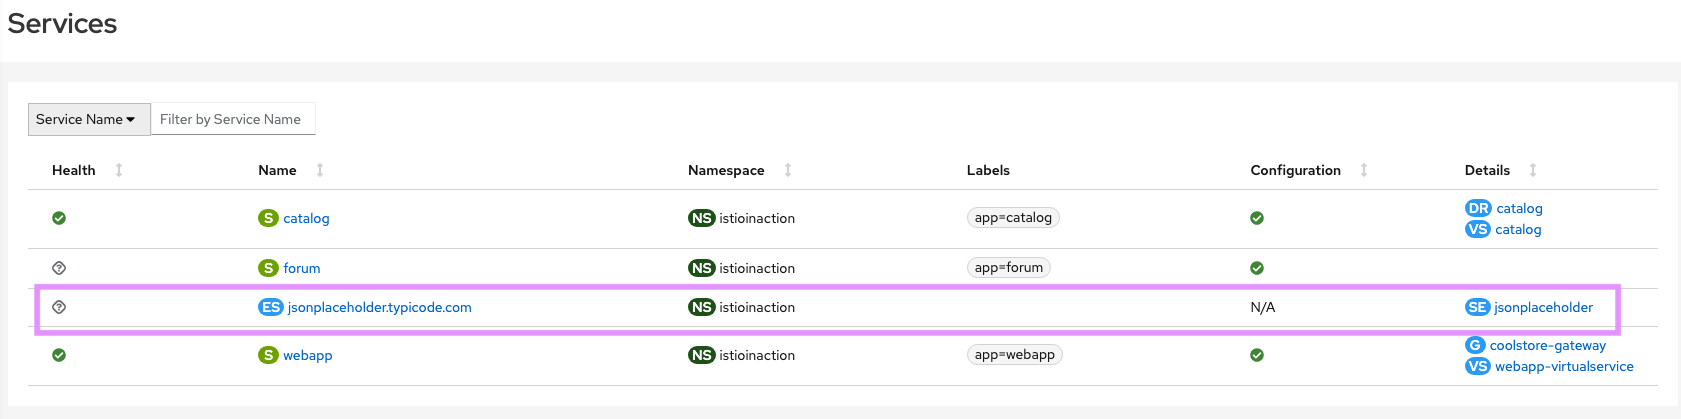 Services
Service Name Filter by Service Name
Health Name Namespace Labels Configuration Details
S catalog NS istioinaction app=catalog DR catalog
VS catalog
? S forum NS istioinaction app=forum
? ES jsonplaceholder.typicode.com NS istioinaction N/A SE jsonplaceholder
S webapp NS istioinaction app=webapp G coolstore-gateway
VS webapp-virtualservice